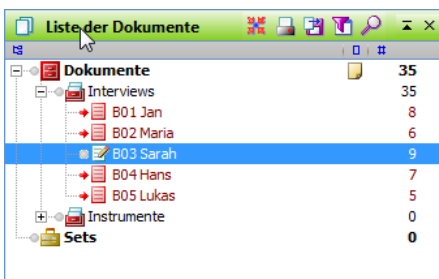 Liste der Dokumente
#
Dokumente 35
Interviews 35
B01 Jan 8
B02 Maria 6
B03 Sarah 9
B04 Hans 7
B05 Lukas 5
Instrumente 0
Sets 0